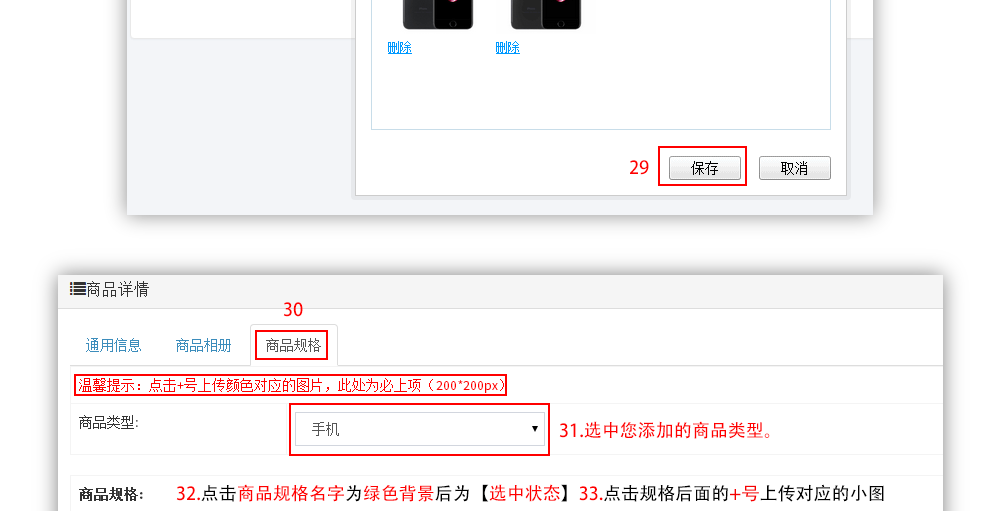 删除 删除
29 保存 取消
商品详情
30
通用信息 商品相册 商品规格
温馨提示：点击+号上传颜色对应的图片，此处为必上项（200*200px）
商品类型:
手机
31.选中您添加的商品类型。
商品规格: 32.点击商品规格名字为绿色背景后为【选中状态】33.点击规格后面的+号上传对应的小图